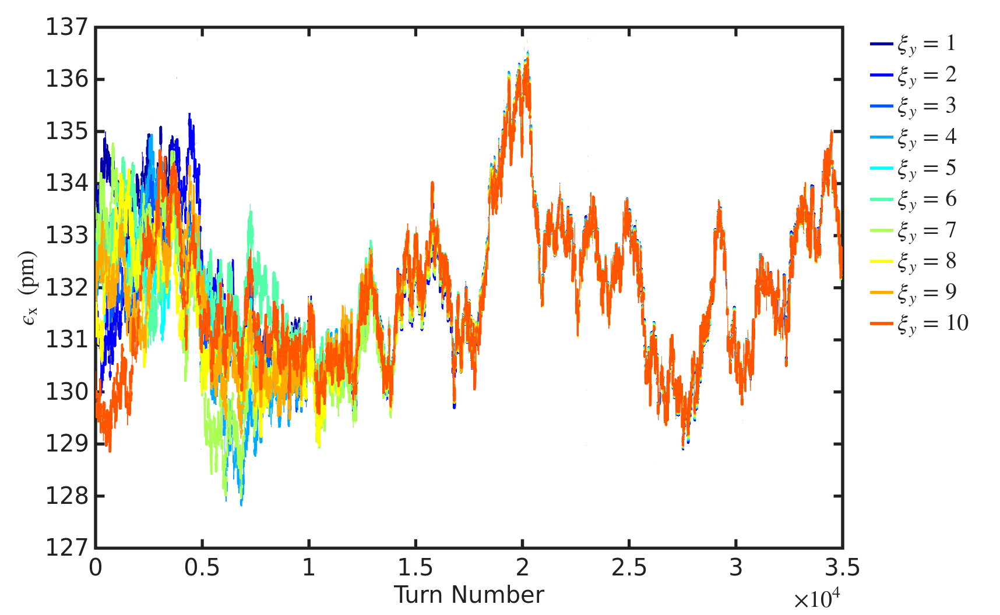 137
136
135
134
133
132
131
130
129
128
127
ϵx (pm)
0 0.5 1 1.5 2 2.5 3 3.5
Turn Number
×10⁴
ξy = 1
ξy = 2
ξy = 3
ξy = 4
ξy = 5
ξy = 6
ξy = 7
ξy = 8
ξy = 9
ξy = 10